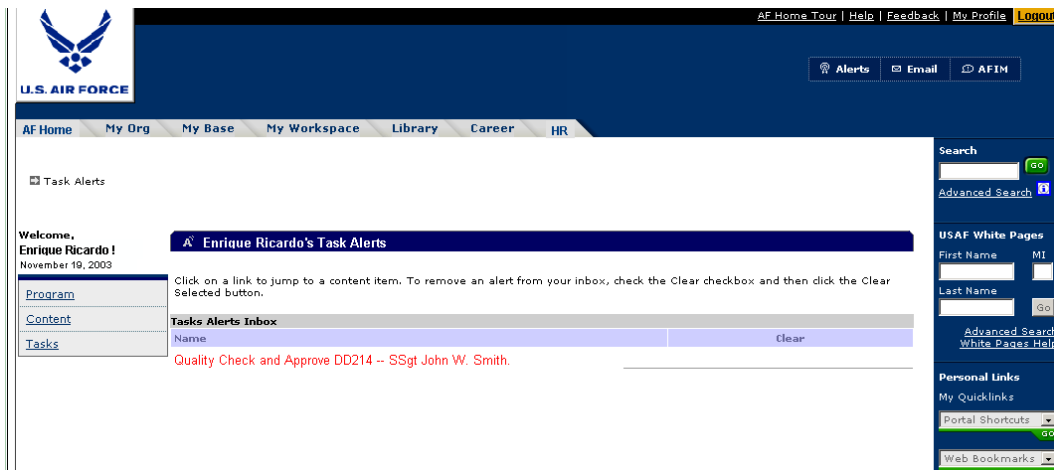 AF Home Tour | Help | Feedback | My Profile Logout
U.S. AIR FORCE
Alerts Email AFIM
AF Home My Org My Base My Workspace Library Career HR
Task Alerts
Welcome,
Enrique Ricardo !
November 19, 2003
Program
Content
Tasks
Enrique Ricardo's Task Alerts
Click on a link to jump to a content item. To remove an alert from your inbox, check the Clear checkbox and then click the Clear
Selected button.
Tasks Alerts Inbox
Name Clear
Quality Check and Approve DD214 -- SSgt John W. Smith.
Search
GO
Advanced Search
USAF White Pages
First Name MI
Last Name
Go
Advanced Search
White Pages Help
Personal Links
My Quicklinks
Portal Shortcuts
GO
Web Bookmarks